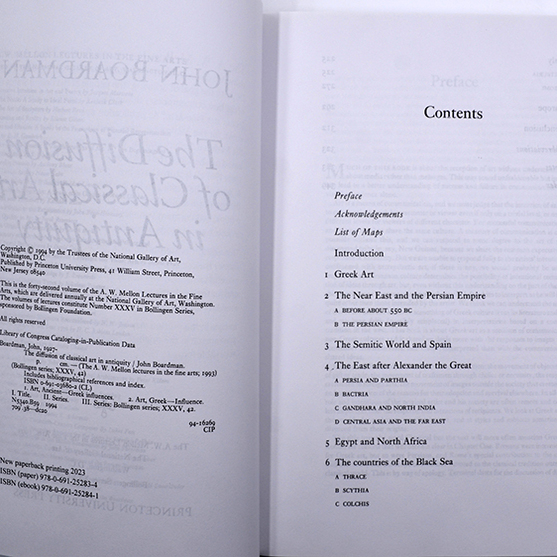 Copyright © 1994 by the Trustees of the National Gallery of Art,
Washington, D.C.
Published by Princeton University Press, 41 William Street, Princeton,
New Jersey 08540
This is the forty-second volume of the A. W. Mellon Lectures in the Fine
Arts, which are delivered annually at the National Gallery of Art, Washington.
The volumes of lectures constitute Number XXXV in Bollingen Series,
sponsored by Bollingen Foundation.
All rights reserved
Library of Congress Cataloging-in-Publication Data
Boardman, John, 1927-
The diffusion of classical art in antiquity / John Boardman.
p. cm. — (The A. W. Mellon lectures in the fine arts; 1993)
(Bollingen series; XXXV, 42)
Includes bibliographical references and index.
ISBN 0-691-03680-2 (CL)
1. Art, Ancient—Greek influences. 2. Art, Greek—Influence.
I. Title. II. Series. III. Series: Bollingen series; XXXV, 42.
N5340.B59 1994
709'.38—dc20
94-16269
CIP
New paperback printing 2023
ISBN (paper) 978-0-691-25283-4
ISBN (ebook) 978-0-691-25284-1
Contents
Preface
Acknowledgements
List of Maps
Introduction
1 Greek Art
2 The Near East and the Persian Empire
A BEFORE ABOUT 550 BC
B THE PERSIAN EMPIRE
3 The Semitic World and Spain
4 The East after Alexander the Great
A PERSIA AND PARTHIA
B BACTRIA
C GANDHARA AND NORTH INDIA
D CENTRAL ASIA AND THE FAR EAST
5 Egypt and North Africa
6 The countries of the Black Sea
A THRACE
B SCYTHIA
C COLCHIS